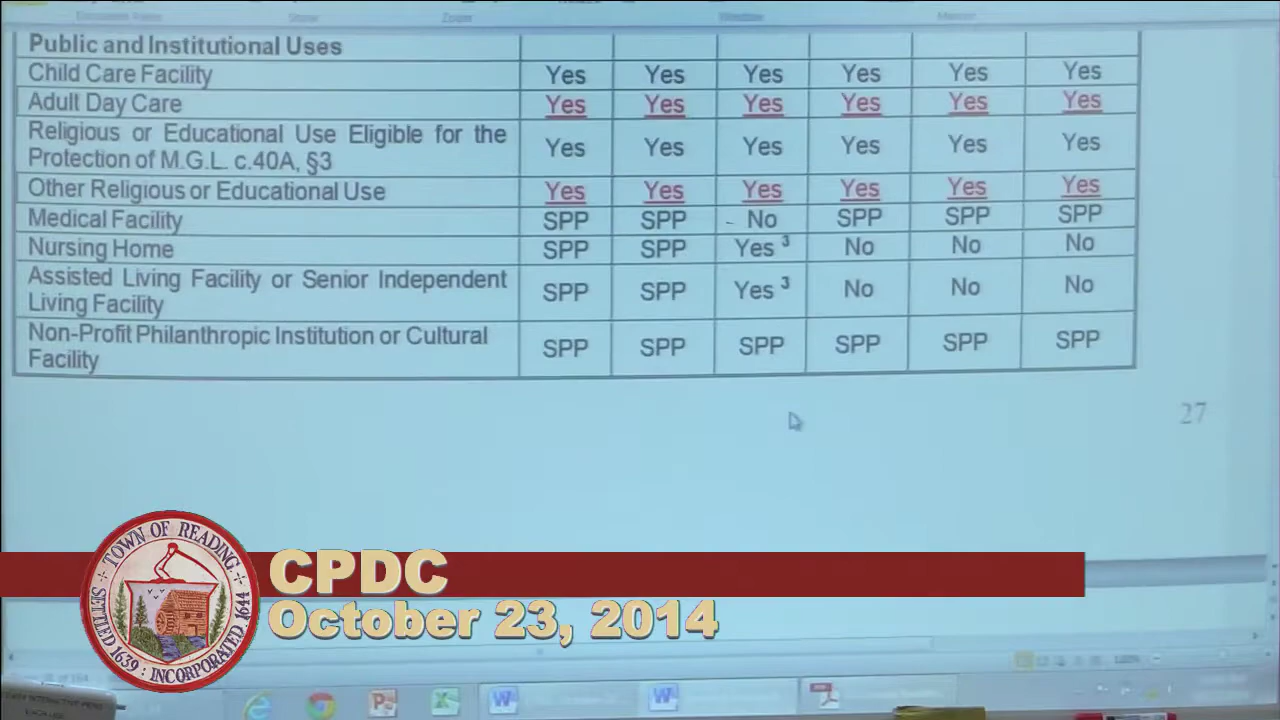 Public and Institutional Uses
Child Care Facility Yes Yes Yes Yes Yes Yes
Adult Day Care Yes Yes Yes Yes Yes Yes
Religious or Educational Use Eligible for the
Protection of M.G.L. c.40A, §3 Yes Yes Yes Yes Yes Yes
Other Religious or Educational Use Yes Yes Yes Yes Yes Yes
Medical Facility SPP SPP No SPP SPP SPP
Nursing Home SPP SPP Yes ³ No No No
Assisted Living Facility or Senior Independent
Living Facility SPP SPP Yes ³ No No No
Non-Profit Philanthropic Institution or Cultural
Facility SPP SPP SPP SPP SPP SPP
27
TOWN OF READING
SETTLED 1639 : INCORPORATED 1644
CPDC
October 23, 2014